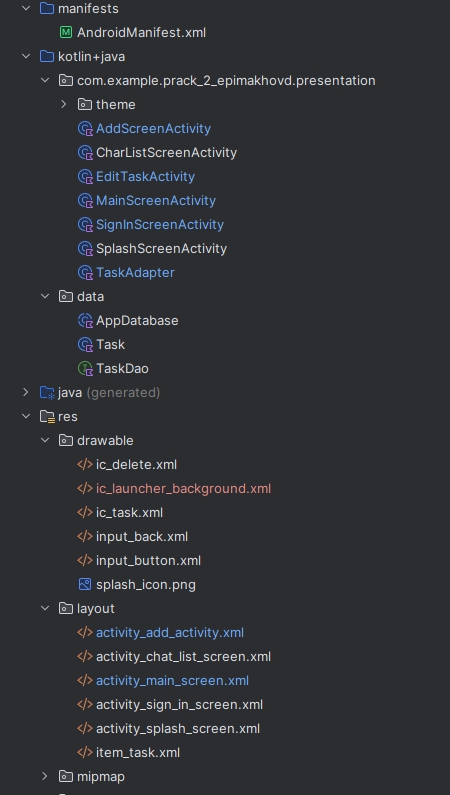 manifests
AndroidManifest.xml
kotlin+java
com.example.prack_2_epimakhovd.presentation
theme
AddScreenActivity
CharListScreenActivity
EditTaskActivity
MainScreenActivity
SignInScreenActivity
SplashScreenActivity
TaskAdapter
data
AppDatabase
Task
TaskDao
java (generated)
res
drawable
ic_delete.xml
ic_launcher_background.xml
ic_task.xml
input_back.xml
input_button.xml
splash_icon.png
layout
activity_add_activity.xml
activity_chat_list_screen.xml
activity_main_screen.xml
activity_sign_in_screen.xml
activity_splash_screen.xml
item_task.xml
mipmap